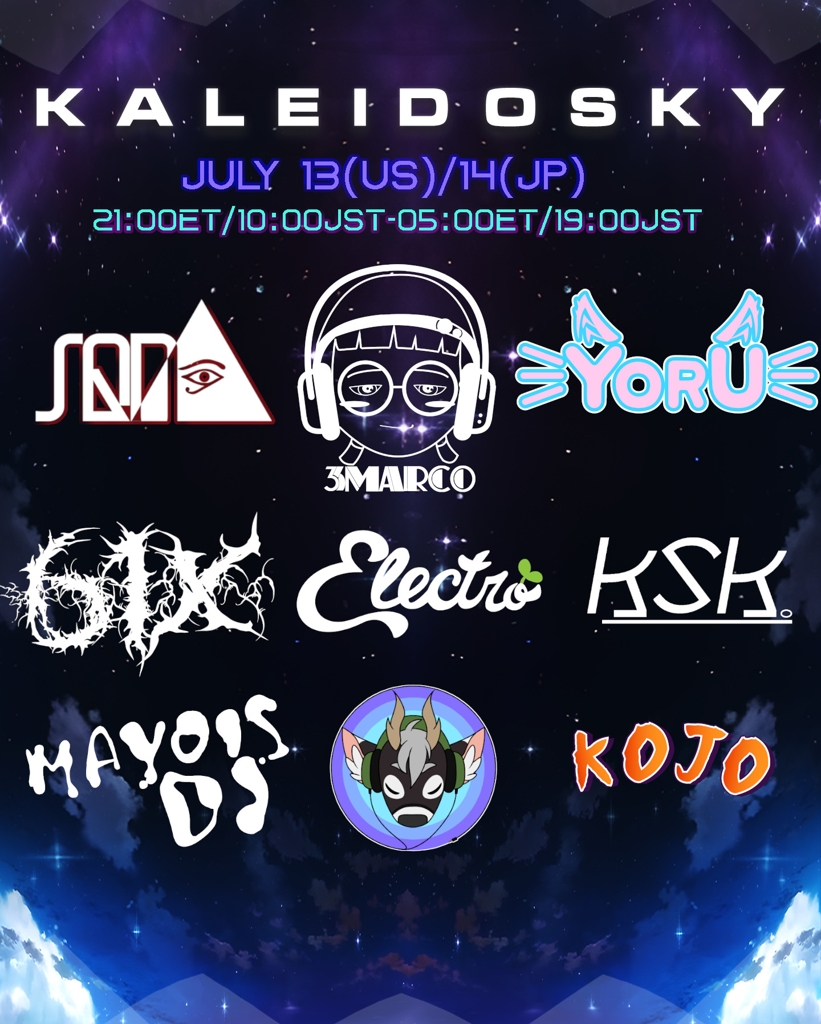 KALEIDOSKY
JULY 13(US)/14(JP)
21:00ET/10:00JST-05:00ET/19:00JST
3MARCO
YORU
61X
Electro
KSK.
MAYOIS
DJ
KOJO